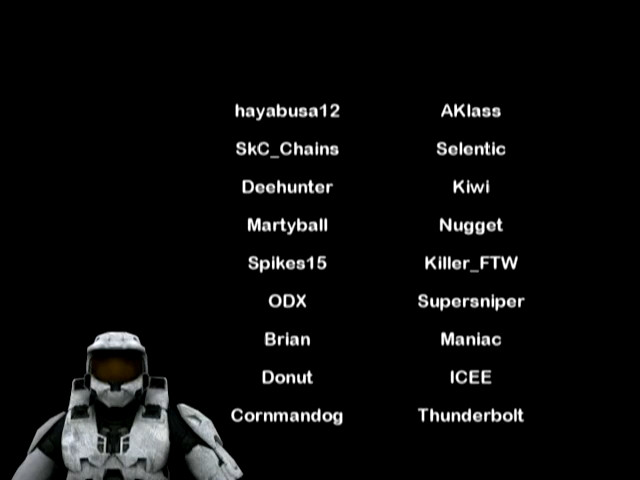 hayabusa12 AKlass
SkC_Chains Selentic
Deehunter Kiwi
Martyball Nugget
Spikes15 Killer_FTW
ODX Supersniper
Brian Maniac
Donut ICEE
Cornmandog Thunderbolt